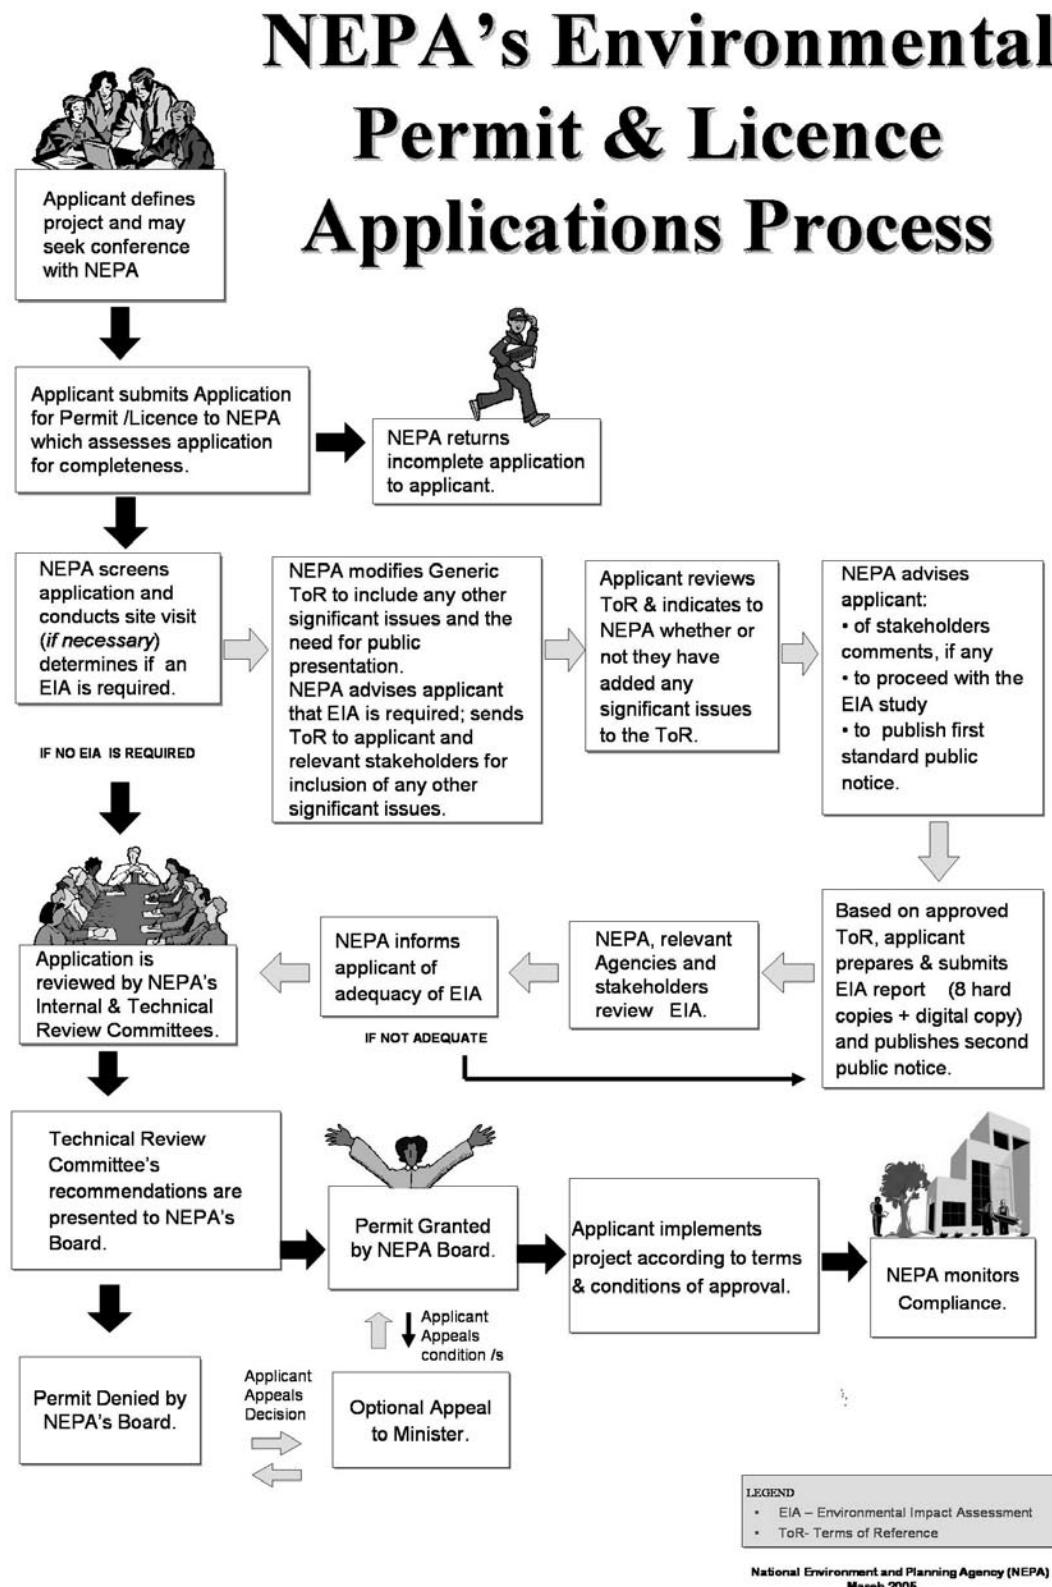 NEPA's Environmental
Permit & Licence
Applications Process
Applicant defines
project and may
seek conference
with NEPA
Applicant submits Application
for Permit /Licence to NEPA
which assesses application
for completeness.
NEPA returns
incomplete application
to applicant.
NEPA screens
application and
conducts site visit
(if necessary)
determines if an
EIA is required.
IF NO EIA IS REQUIRED
NEPA modifies Generic
ToR to include any other
significant issues and the
need for public
presentation.
NEPA advises applicant
that EIA is required; sends
ToR to applicant and
relevant stakeholders for
inclusion of any other
significant issues.
Applicant reviews
ToR & indicates to
NEPA whether or
not they have
added any
significant issues
to the ToR.
NEPA advises
applicant:
• of stakeholders
comments, if any
• to proceed with the
EIA study
• to publish first
standard public
notice.
Based on approved
ToR, applicant
prepares & submits
EIA report (8 hard
copies + digital copy)
and publishes second
public notice.
NEPA, relevant
Agencies and
stakeholders
review EIA.
NEPA informs
applicant of
adequacy of EIA
IF NOT ADEQUATE
Application is
reviewed by NEPA's
Internal & Technical
Review Committees.
Technical Review
Committee's
recommendations are
presented to NEPA's
Board.
Permit Granted
by NEPA Board.
Applicant implements
project according to terms
& conditions of approval.
NEPA monitors
Compliance.
Applicant
Appeals
condition /s
Permit Denied by
NEPA's Board.
Applicant
Appeals
Decision
Optional Appeal
to Minister.
LEGEND
• EIA – Environmental Impact Assessment
• ToR- Terms of Reference
National Environment and Planning Agency (NEPA)
March 2005